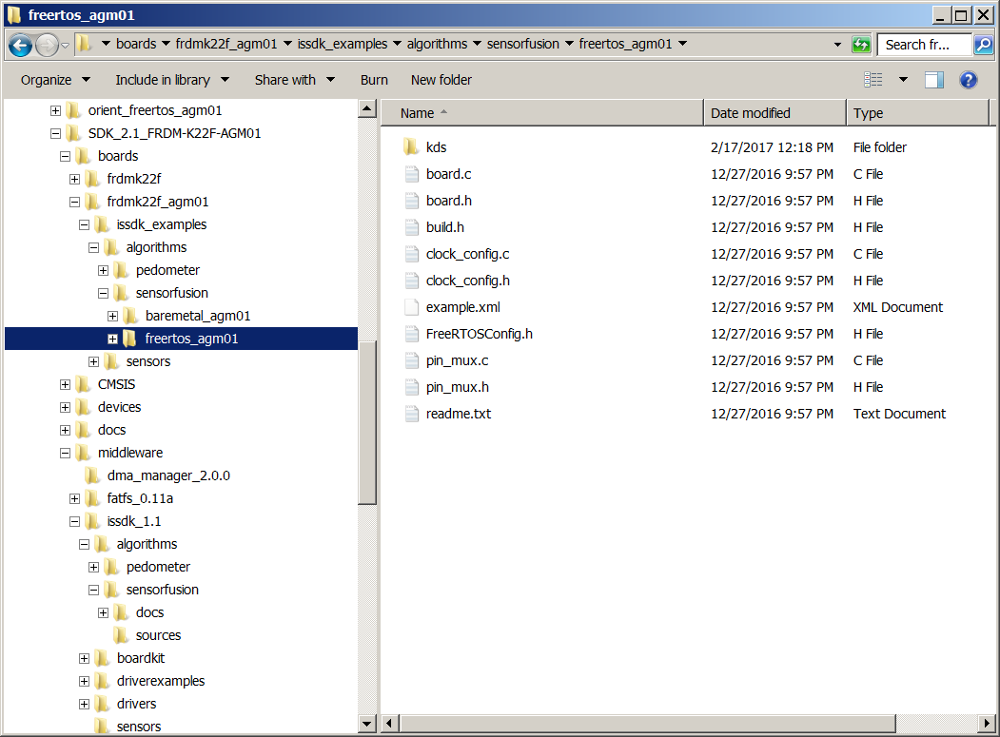 freertos_agm01
boards frdmk22f_agm01 issdk_examples algorithms sensorfusion freertos_agm01 Search fr...
Organize Include in library Share with Burn New folder
orient_freertos_agm01
SDK_2.1_FRDM-K22F-AGM01
boards
frdmk22f
frdmk22f_agm01
issdk_examples
algorithms
pedometer
sensorfusion
baremetal_agm01
freertos_agm01
sensors
CMSIS
devices
docs
middleware
dma_manager_2.0.0
fatfs_0.11a
issdk_1.1
algorithms
pedometer
sensorfusion
docs
sources
boardkit
driverexamples
drivers
sensors
Name Date modified Type
kds 2/17/2017 12:18 PM File folder
board.c 12/27/2016 9:57 PM C File
board.h 12/27/2016 9:57 PM H File
build.h 12/27/2016 9:57 PM H File
clock_config.c 12/27/2016 9:57 PM C File
clock_config.h 12/27/2016 9:57 PM H File
example.xml 12/27/2016 9:57 PM XML Document
FreeRTOSConfig.h 12/27/2016 9:57 PM H File
pin_mux.c 12/27/2016 9:57 PM C File
pin_mux.h 12/27/2016 9:57 PM H File
readme.txt 12/27/2016 9:57 PM Text Document